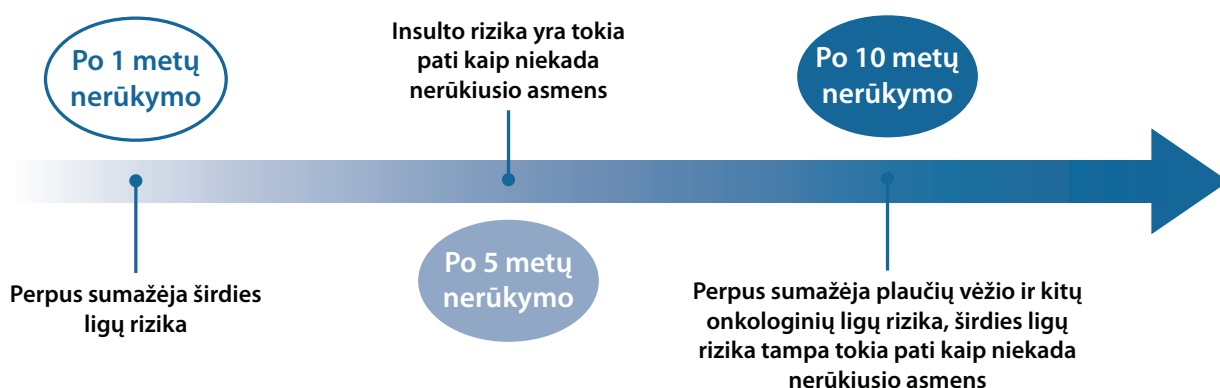 Po 1 metų
nerūkymo
Perpus sumažėja širdies
ligų rizika
Insulto rizika yra tokia
pati kaip niekada
nerūkiusio asmens
Po 5 metų
nerūkymo
Po 10 metų
nerūkymo
Perpus sumažėja plaučių vėžio ir kitų
onkologinių ligų rizika, širdies ligų
rizika tampa tokia pati kaip niekada
nerūkiusio asmens